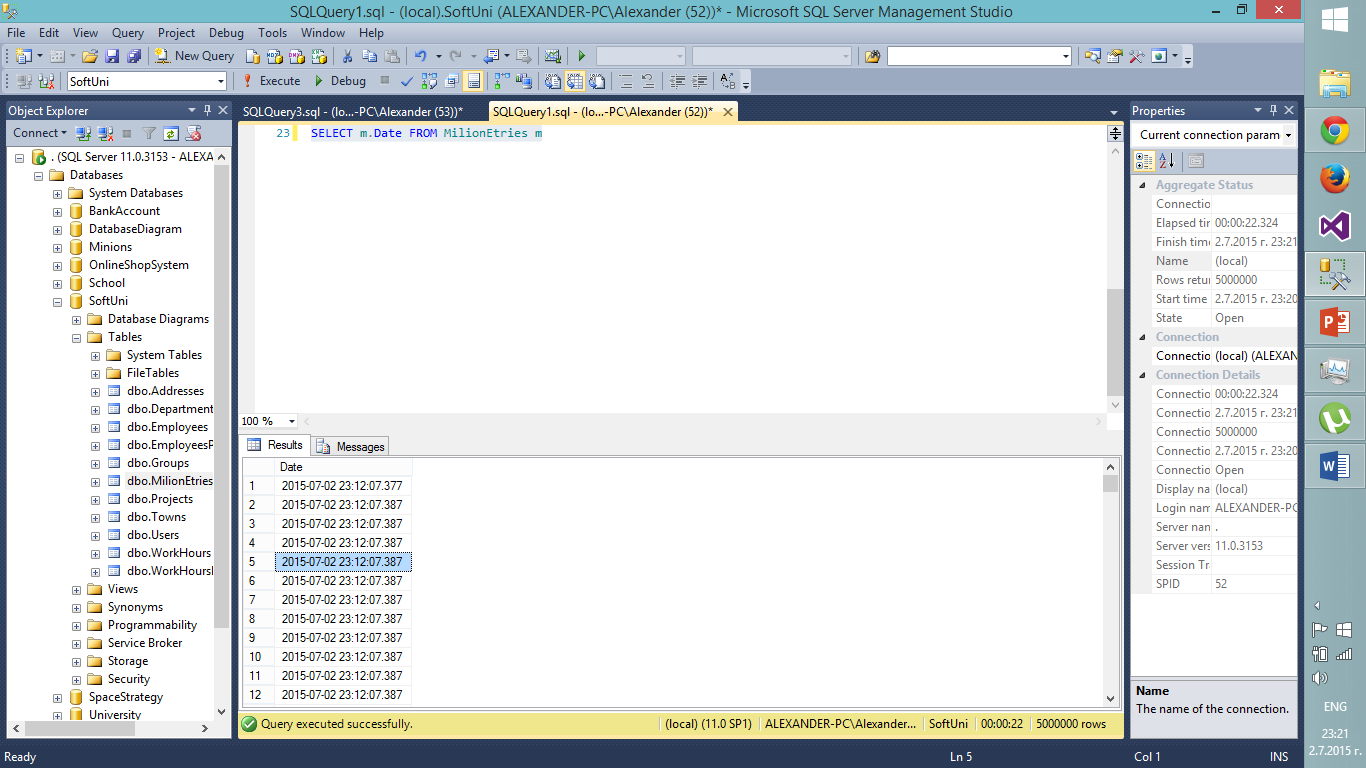 SQLQuery1.sql - (local).SoftUni (ALEXANDER-PC\Alexander (52))* - Microsoft SQL Server Management Studio
File Edit View Query Project Debug Tools Window Help
New Query
SoftUni Execute Debug
Object Explorer
Connect
. (SQL Server 11.0.3153 - ALEXA
Databases
System Databases
BankAccount
DatabaseDiagram
Minions
OnlineShopSystem
School
SoftUni
Database Diagrams
Tables
System Tables
FileTables
dbo.Addresses
dbo.Department
dbo.Employees
dbo.EmployeesP
dbo.Groups
dbo.MilionEtries
dbo.Projects
dbo.Towns
dbo.Users
dbo.WorkHours
dbo.WorkHoursl
Views
Synonyms
Programmability
Service Broker
Storage
Security
SpaceStrategy
University
SQLQuery3.sql - (lo...-PC\Alexander (53))*
SQLQuery1.sql - (lo...-PC\Alexander (52))*
23 SELECT m.Date FROM MilionEtries m
100 %
Results Messages
Date
1 2015-07-02 23:12:07.377
2 2015-07-02 23:12:07.387
3 2015-07-02 23:12:07.387
4 2015-07-02 23:12:07.387
5 2015-07-02 23:12:07.387
6 2015-07-02 23:12:07.387
7 2015-07-02 23:12:07.387
8 2015-07-02 23:12:07.387
9 2015-07-02 23:12:07.387
10 2015-07-02 23:12:07.387
11 2015-07-02 23:12:07.387
12 2015-07-02 23:12:07.387
Query executed successfully. (local) (11.0 SP1) ALEXANDER-PC\Alexander... SoftUni 00:00:22 5000000 rows
Properties
Current connection param
Aggregate Status
Connectio
Elapsed tir 00:00:22.324
Finish time 2.7.2015 г. 23:21
Name (local)
Rows retur 5000000
Start time 2.7.2015 г. 23:20
State Open
Connection
Connectio (local) (ALEXAN
Connection Details
Connectio 00:00:22.324
Connectio 2.7.2015 г. 23:21
Connectio 5000000
Connectio 2.7.2015 г. 23:20
Connectio Open
Display na (local)
Login nam ALEXANDER-PC
Server nan .
Server vers 11.0.3153
Session Tr
SPID 52
Name
The name of the connection.
Ready Ln 5 Col 1 INS
ENG
23:21
2.7.2015 г.